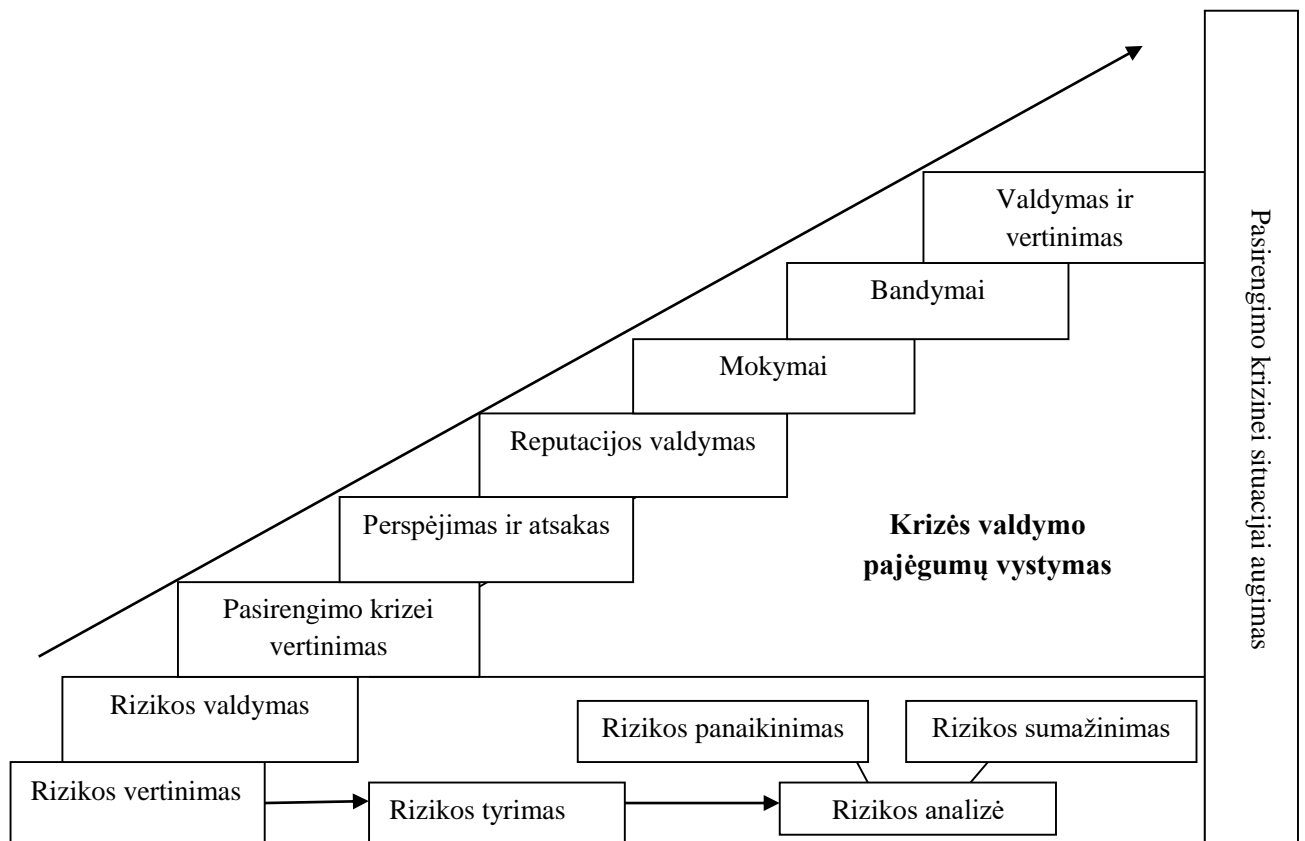 Valdymas ir
vertinimas
Bandymai
Mokymai
Reputacijos valdymas
Perspėjimas ir atsakas
Krizės valdymo
pajėgumų vystymas
Pasirengimo krizei
vertinimas
Rizikos valdymas
Rizikos panaikinimas
Rizikos sumažinimas
Rizikos vertinimas
Rizikos tyrimas
Rizikos analizė
Pasirengimo krizinei situacijai augimas